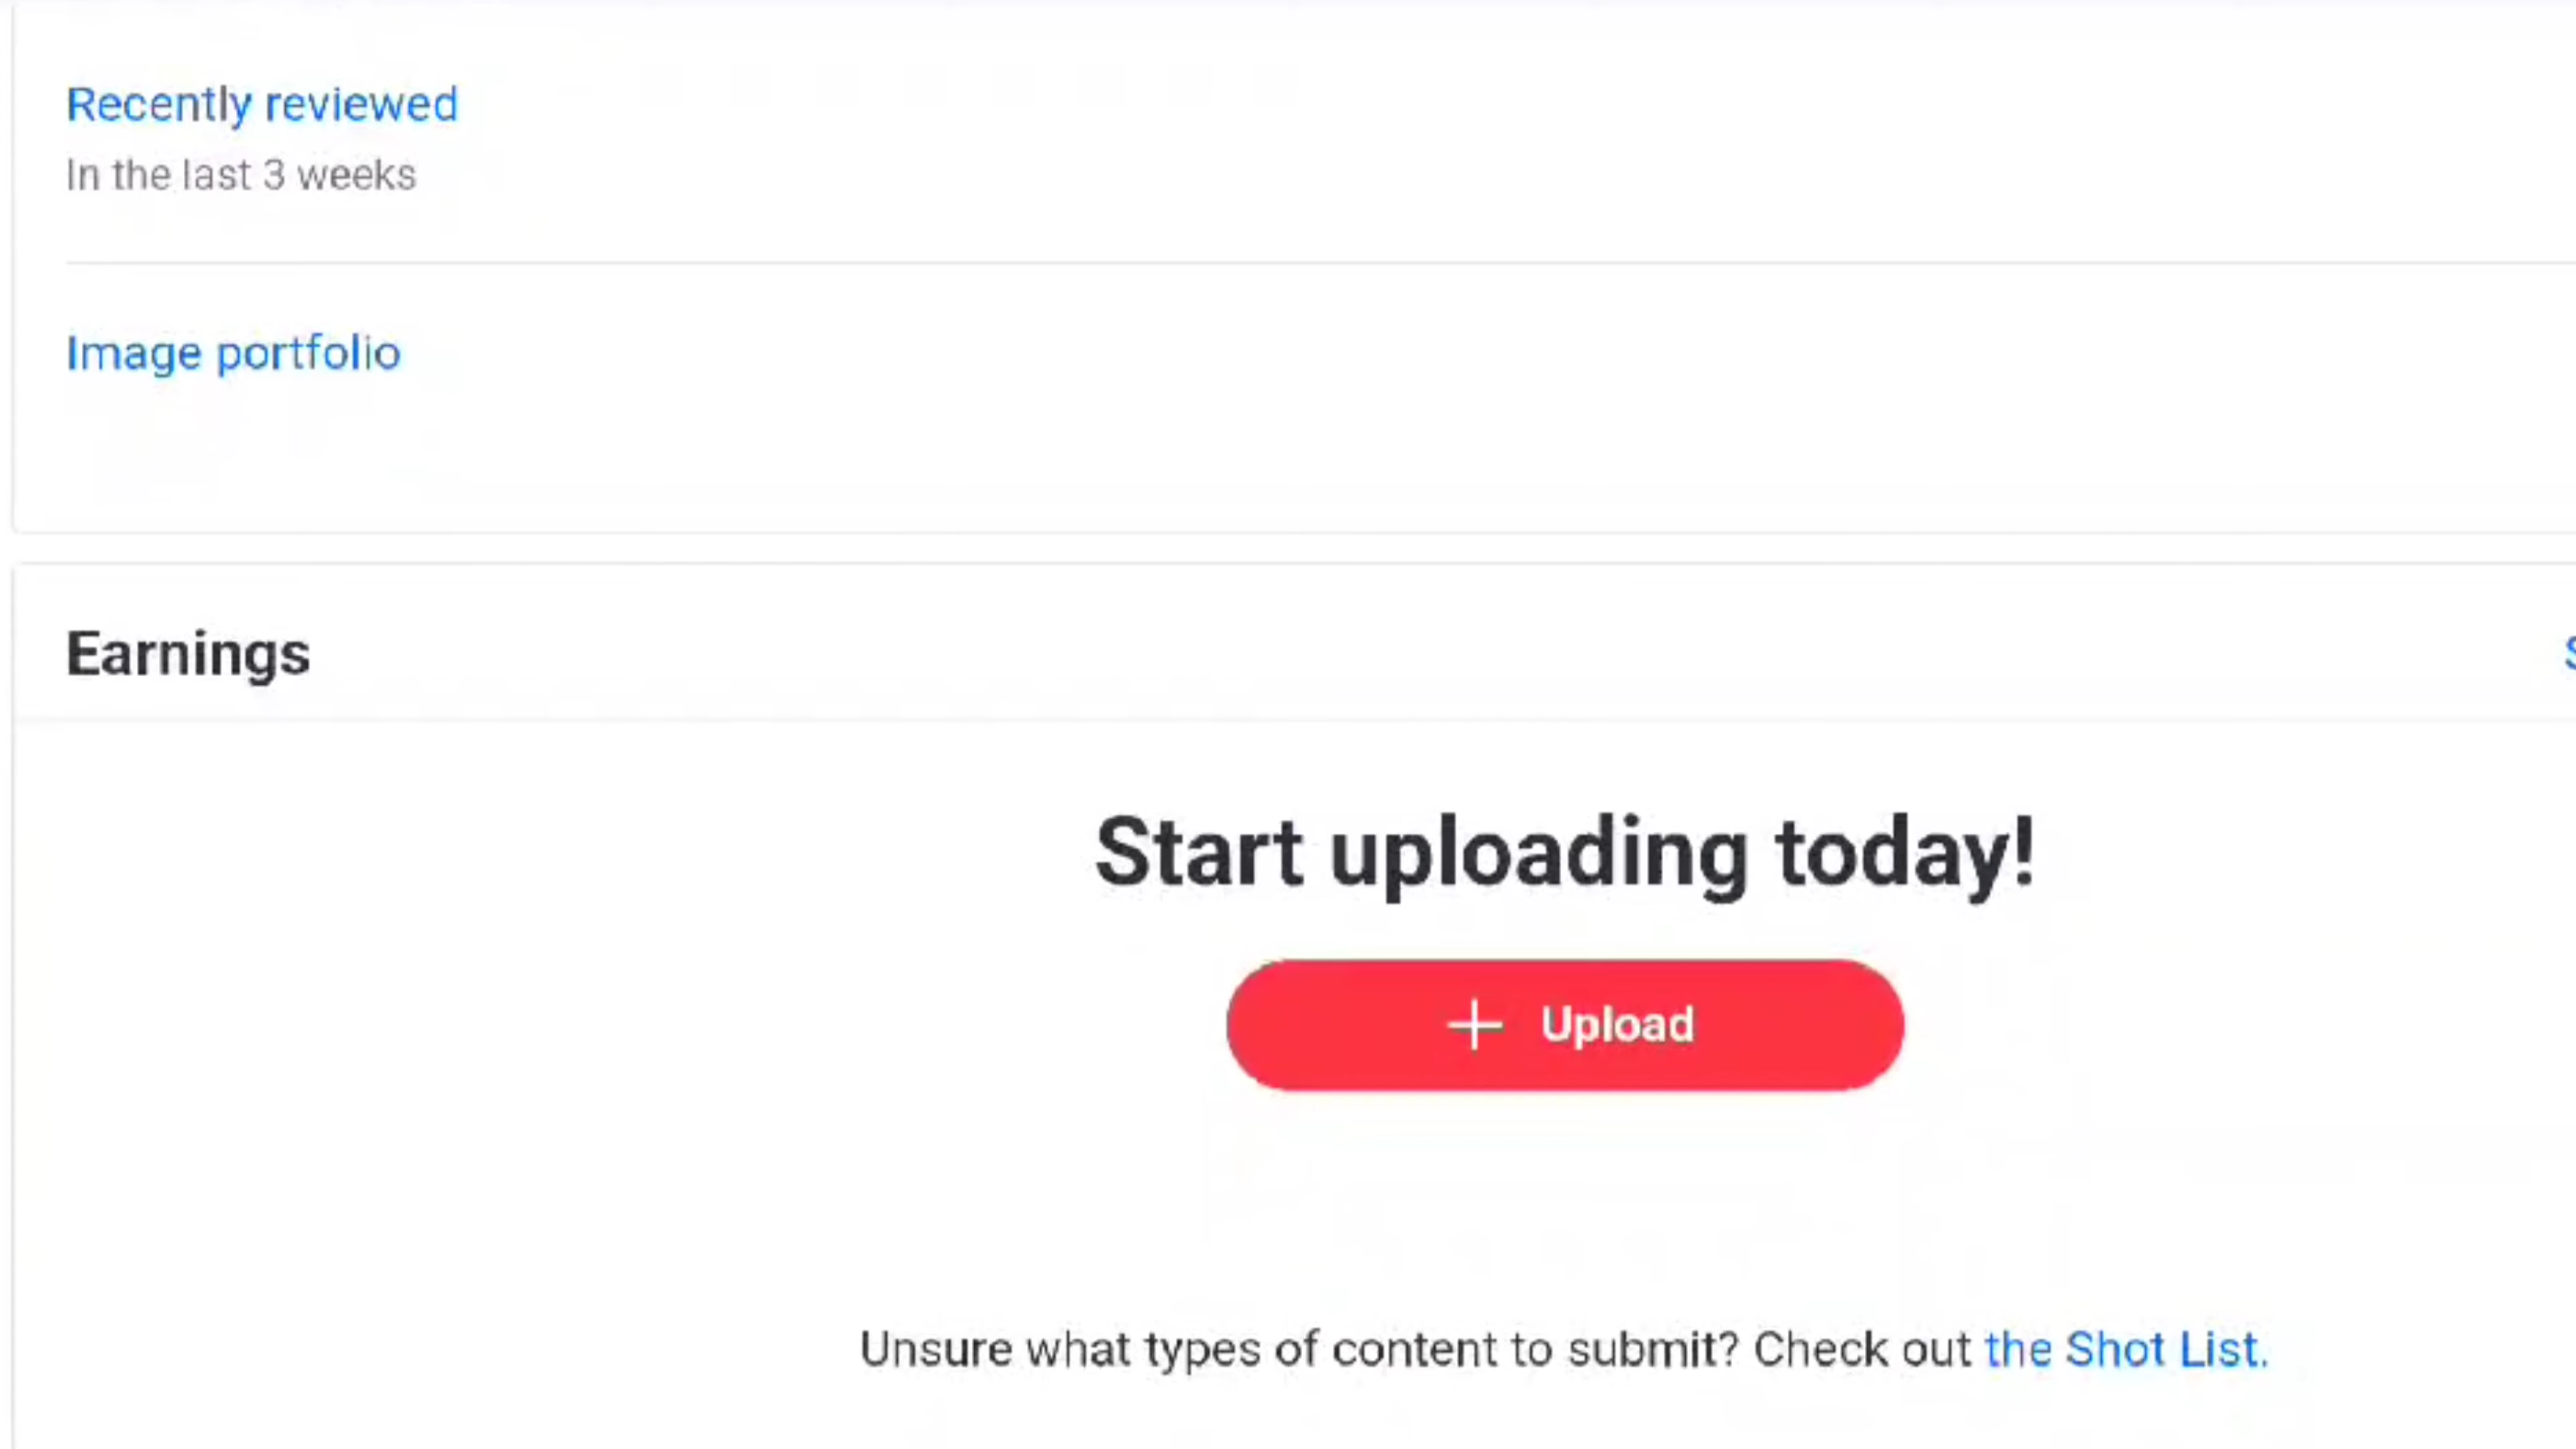 Recently reviewed
In the last 3 weeks
Image portfolio
Earnings
Start uploading today!
+ Upload
Unsure what types of content to submit? Check out the Shot List.